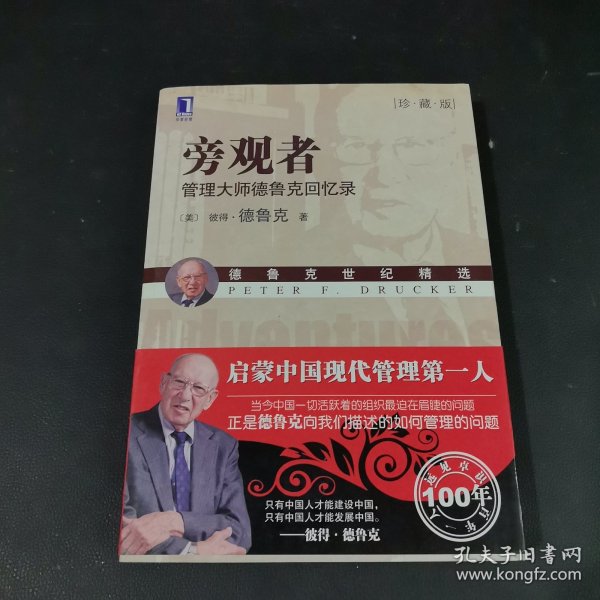 珍·藏·版
华章经管
旁观者
管理大师德鲁克回忆录
〔美〕 彼得·德鲁克 著
德鲁克世纪精选
PETER F. DRUCKER
启蒙中国现代管理第一人
当今中国一切活跃着的组织最迫在眉睫的问题
正是德鲁克向我们描述的如何管理的问题
100年
只有中国人才能建设中国,
只有中国人才能发展中国。
——彼得·德鲁克
孔夫子旧书网
www.kongfz.com